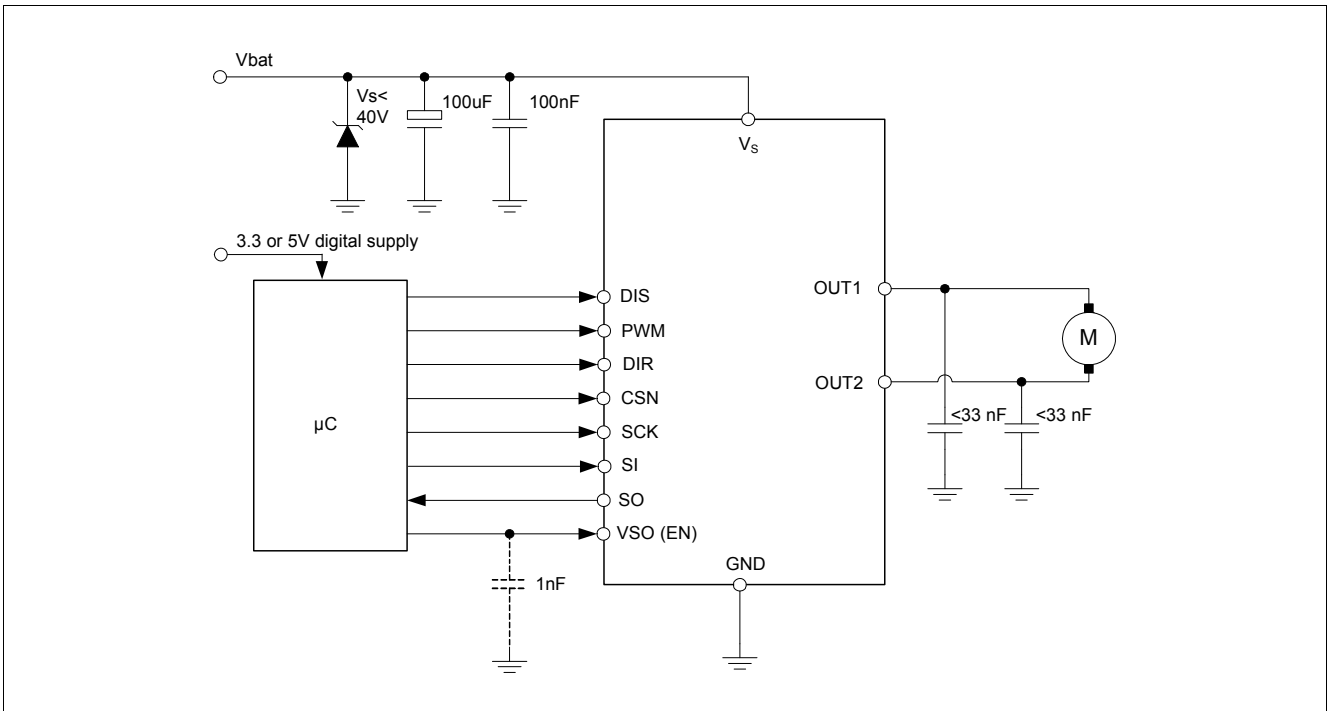 Vbat
Vs<
40V
100uF
100nF
V_S
3.3 or 5V digital supply
µC
DIS
PWM
DIR
CSN
SCK
SI
SO
VSO (EN)
1nF
GND
OUT1
OUT2
M
<33 nF
<33 nF